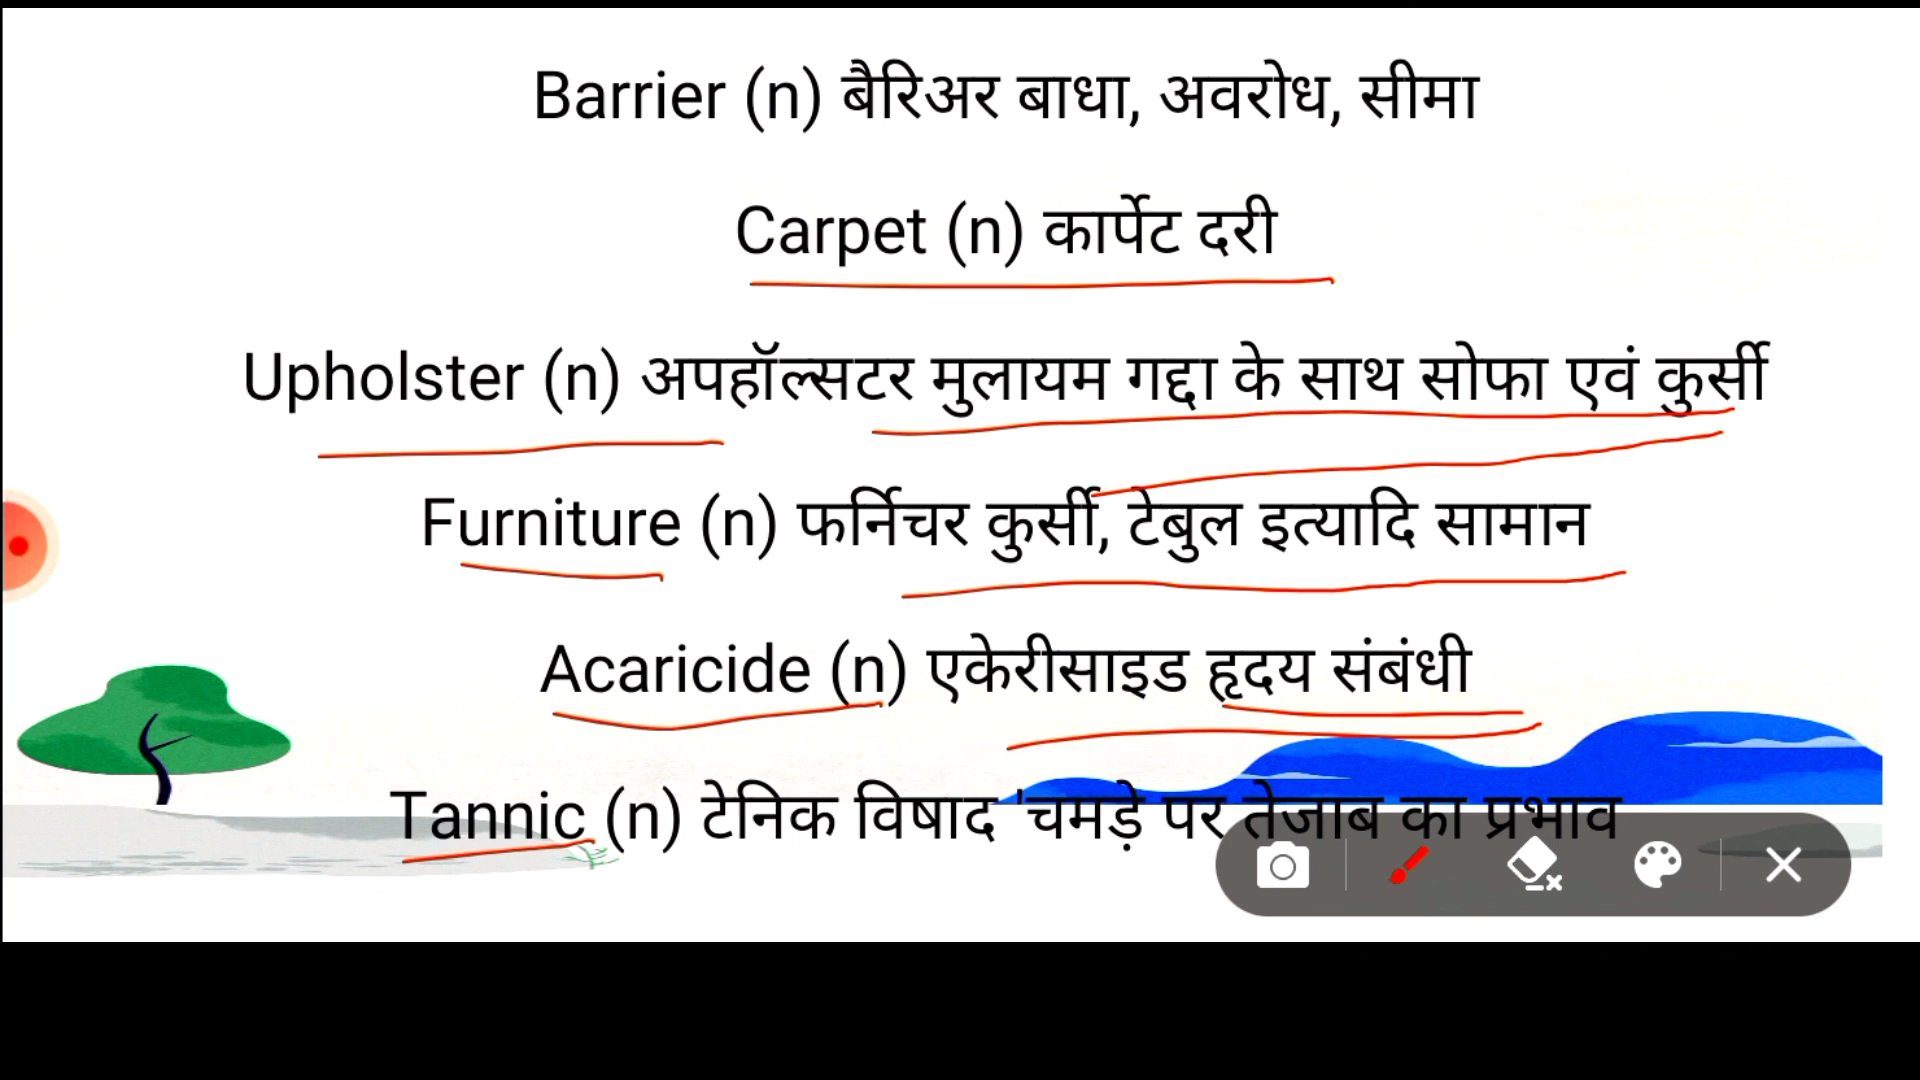 Barrier (n) बैरिअर बाधा, अवरोध, सीमा
Carpet (n) कार्पेट दरी
Upholster (n) अपहॉल्सटर मुलायम गद्दा के साथ सोफा एवं कुर्सी
Furniture (n) फर्निचर कुर्सी, टेबुल इत्यादि सामान
Acaricide (n) एकेरीसाइड हृदय संबंधी
Tannic (n) टेनिक विषाद 'चमड़े पर तेजाब का प्रभाव